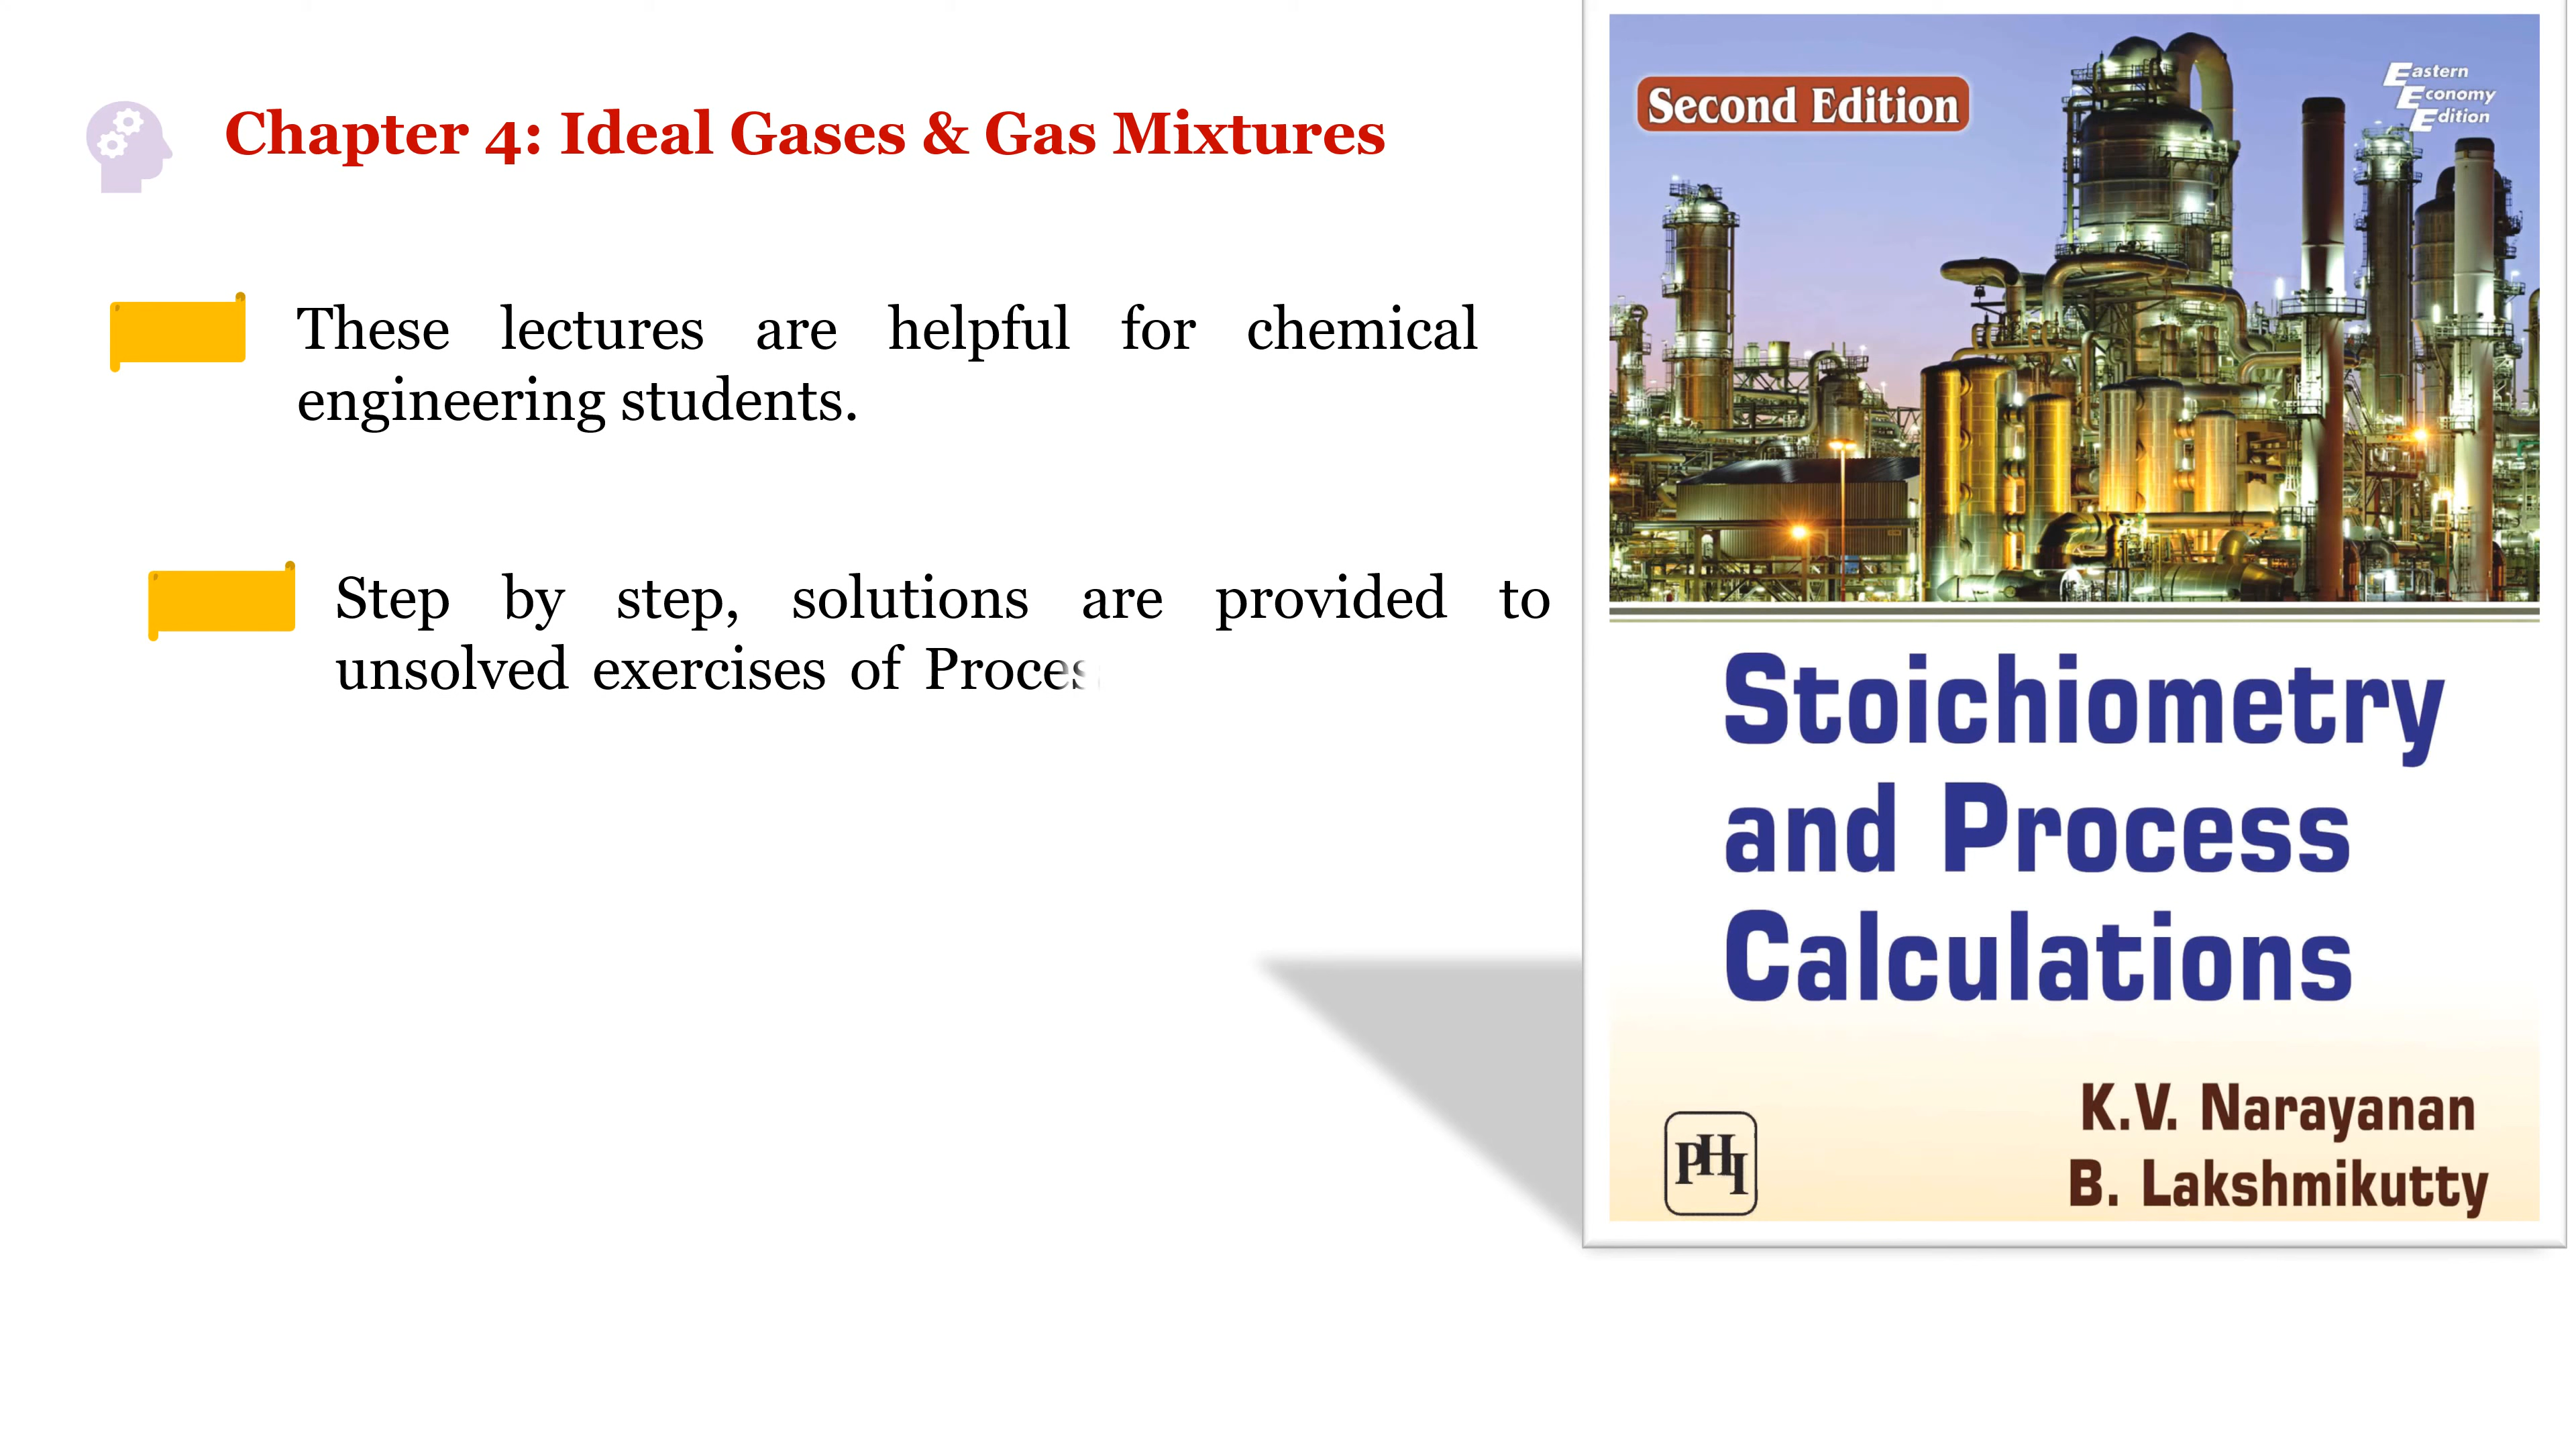 Chapter 4: Ideal Gases & Gas Mixtures
These lectures are helpful for chemical
engineering students.
Step by step, solutions are provided to
unsolved exercises of
Second Edition
Eastern
Economy
Edition
Stoichiometry
and Process
Calculations
K.V. Narayanan
B. Lakshmikutty
PHI